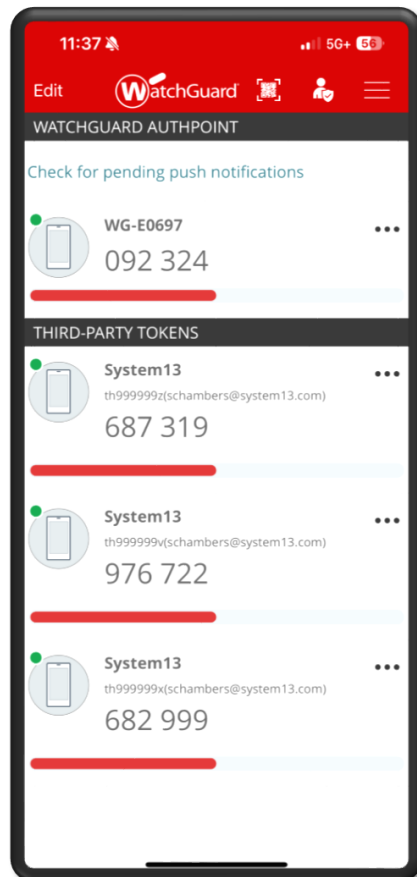 11:37
5G+ 56
Edit
WatchGuard
WATCHGUARD AUTHPOINT
Check for pending push notifications
WG-E0697
092 324
THIRD-PARTY TOKENS
System13
th999999z(schambers@system13.com)
687 319
System13
th999999v(schambers@system13.com)
976 722
System13
th999999x(schambers@system13.com)
682 999